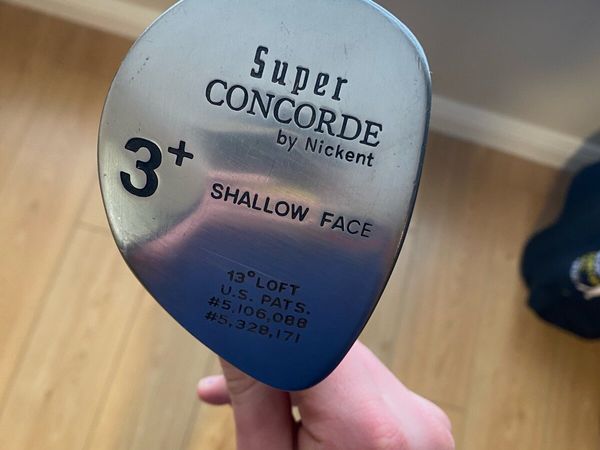 Super
CONCORDE
by Nickent
3+
SHALLOW FACE
13° LOFT
U.S. PATS.
#5,106,088
#5,328,171